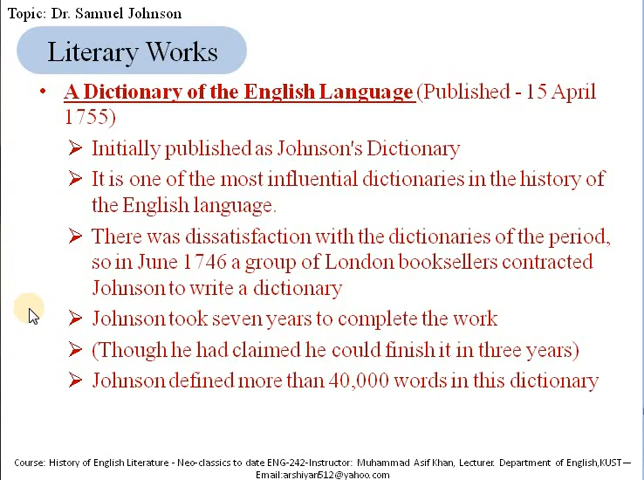 Topic: Dr. Samuel Johnson
Literary Works
• A Dictionary of the English Language (Published - 15 April
1755)
➢ Initially published as Johnson's Dictionary
➢ It is one of the most influential dictionaries in the history of
the English language.
➢ There was dissatisfaction with the dictionaries of the period,
so in June 1746 a group of London booksellers contracted
Johnson to write a dictionary
➢ Johnson took seven years to complete the work
➢ (Though he had claimed he could finish it in three years)
➢ Johnson defined more than 40,000 words in this dictionary
Course: History of English Literature - Neo-classics to date ENG-242-Instructor: Muhammad Asif Khan, Lecturer. Department of English,KUST—
Email:arshiyan512@yahoo.com